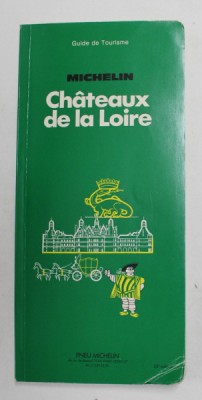 Guide de Tourisme
MICHELIN
Châteaux
de la Loire
PNEU MICHELIN